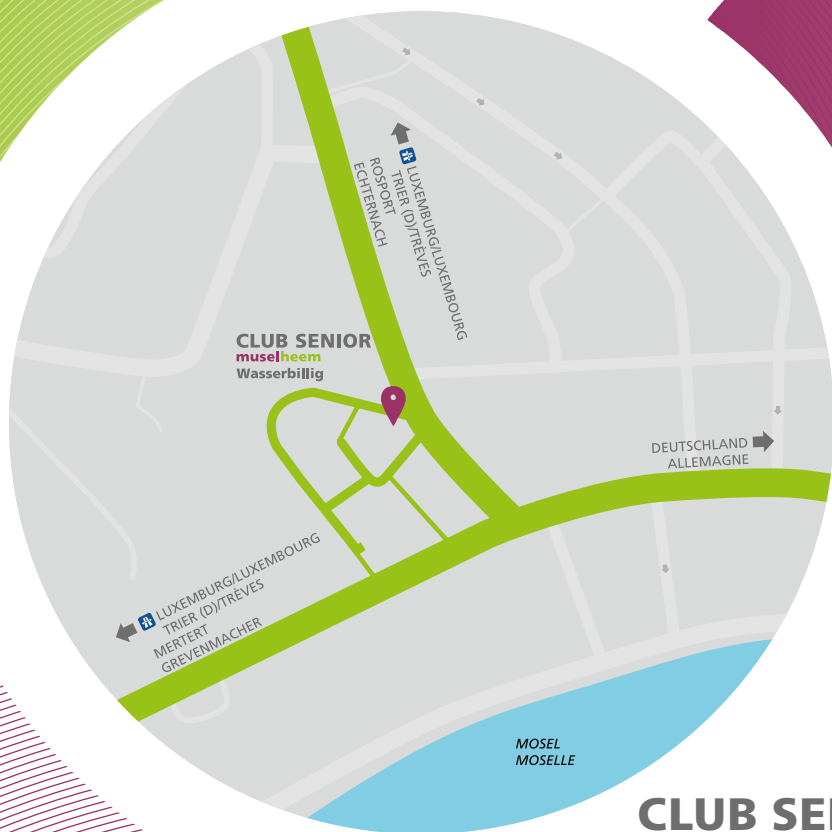 LUXEMBURG/LUXEMBOURG
TRIER (D)/TRÈVES
ROSPORT
ECHTERNACH
CLUB SENIOR
muselheem
Wasserbillig
DEUTSCHLAND
ALLEMAGNE
LUXEMBURG/LUXEMBOURG
TRIER (D)/TRÈVES
MERTERT
GREVENMACHER
MOSEL
MOSELLE
CLUB